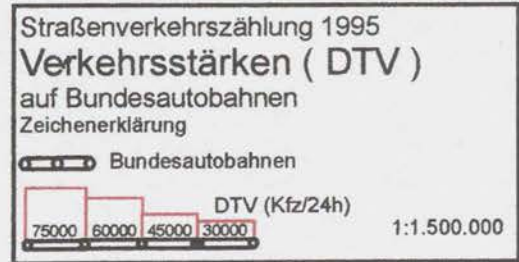 Straßenverkehrszählung 1995
Verkehrsstärken ( DTV )
auf Bundesautobahnen
Zeichenerklärung
Bundesautobahnen
DTV (Kfz/24h)
75000 60000 45000 30000
1:1.500.000